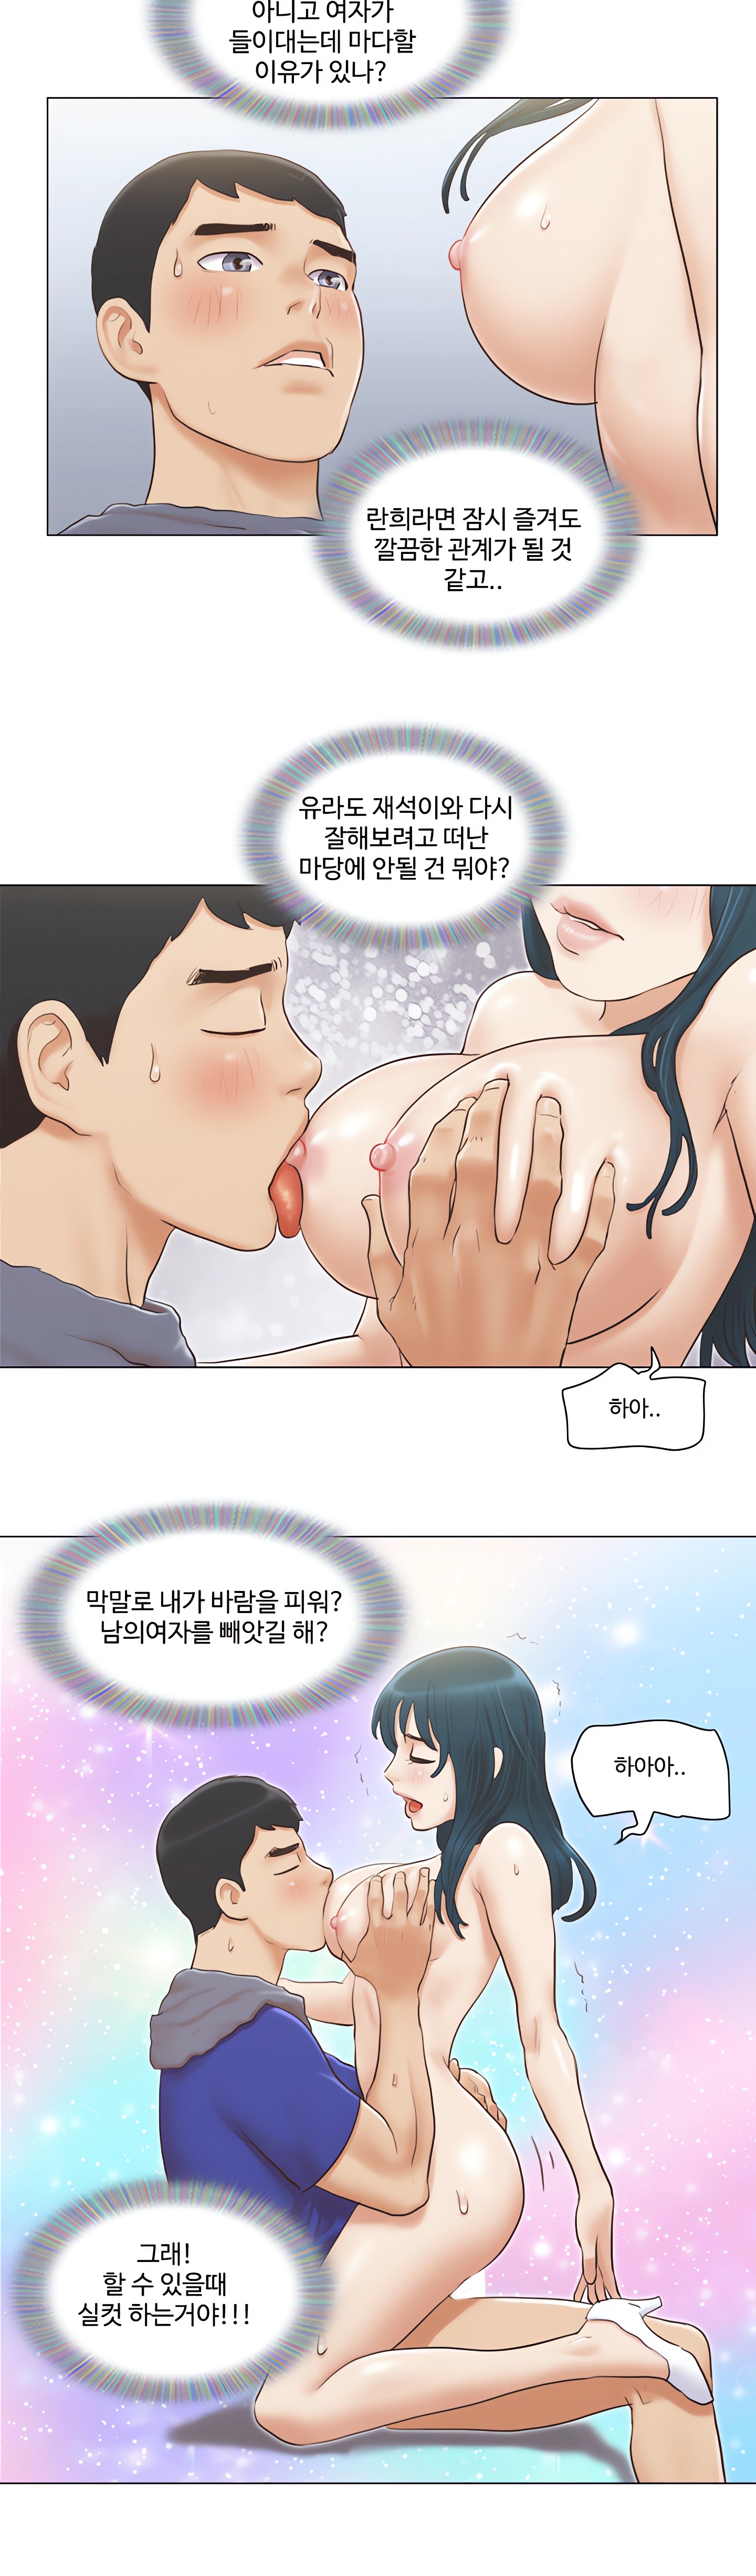 아니고 여자가
들이대는데 마다할
이유가 있나?
란희라면 잠시 즐겨도
깔끔한 관계가 될 것
같고..
유라도 재석이와 다시
잘해보려고 떠난
마당에 안될 건 뭐야?
하아..
막말로 내가 바람을 피워?
남의여자를 빼앗길 해?
하아아..
그래!
할 수 있을때
실컷 하는거야!!!